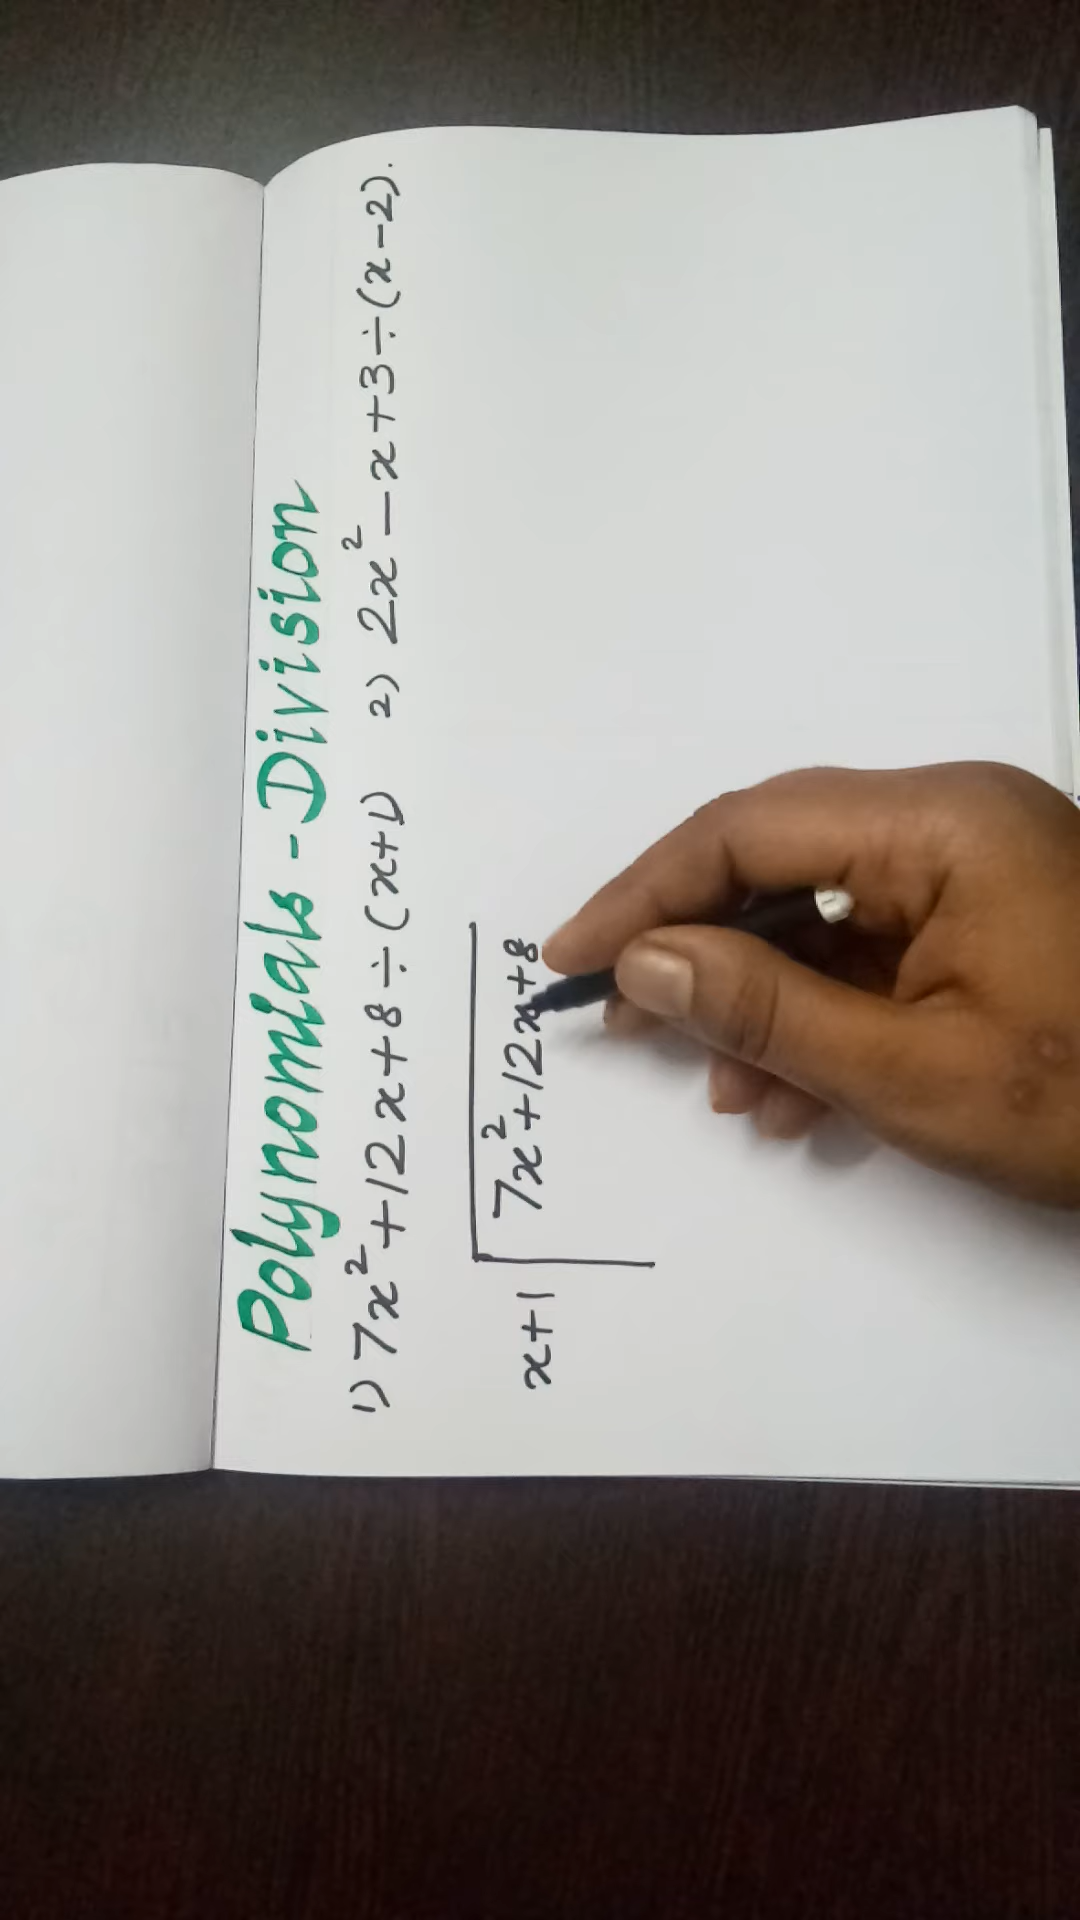 Polynomials - Division
1) 7x² + 12x + 8 ÷ (x+1) 2) 2x² - x + 3 ÷ (x-2).
x+1 7x² + 12x + 8